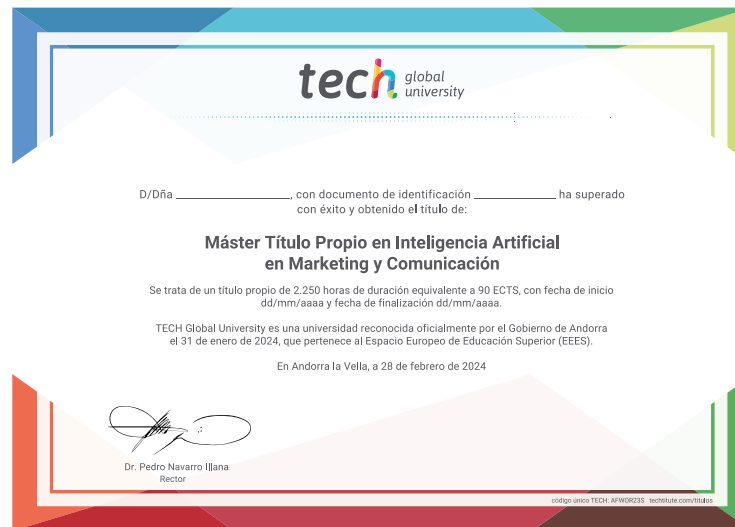 tech global university
D/Dña ____________________, con documento de identificación ______________ ha superado
con éxito y obtenido el título de:
Máster Título Propio en Inteligencia Artificial
en Marketing y Comunicación
Se trata de un título propio de 2.250 horas de duración equivalente a 90 ECTS, con fecha de inicio
dd/mm/aaaa y fecha de finalización dd/mm/aaaa.
TECH Global University es una universidad reconocida oficialmente por el Gobierno de Andorra
el 31 de enero de 2024, que pertenece al Espacio Europeo de Educación Superior (EEES).
En Andorra la Vella, a 28 de febrero de 2024
Dr. Pedro Navarro Illana
Rector
código único TECH: AFWOR23S techtitute.com/titulos